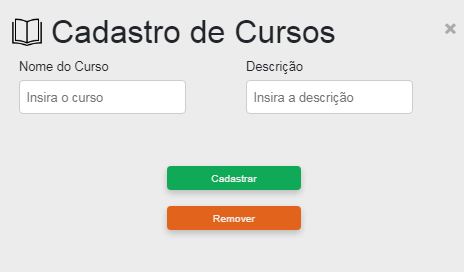 Cadastro de Cursos
Nome do Curso
Descrição
Insira o curso
Insira a descrição
Cadastrar
Remover